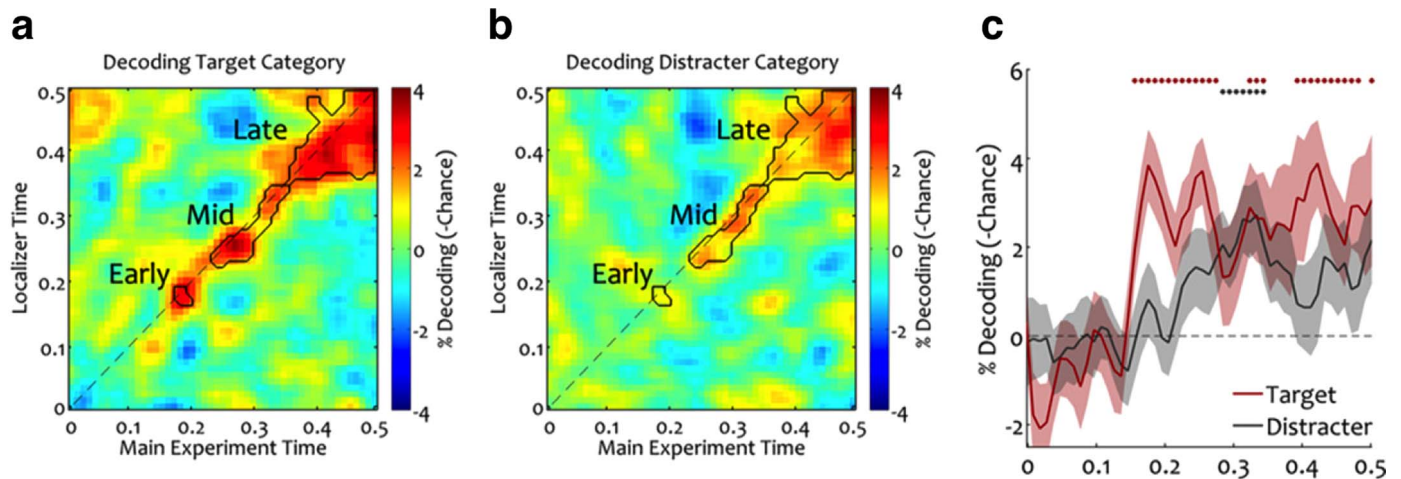 a
Decoding Target Category
0.5
0.4
0.3
0.2
0.1
0
Localizer Time
Late
Mid
Early
0 0.1 0.2 0.3 0.4 0.5
Main Experiment Time
4
2
0
-2
-4
% Decoding (-Chance)
b
Decoding Distracter Category
0.5
0.4
0.3
0.2
0.1
0
Localizer Time
Late
Mid
Early
0 0.1 0.2 0.3 0.4 0.5
Main Experiment Time
4
2
0
-2
-4
% Decoding (-Chance)
c
6
4
2
0
-2
% Decoding (-Chance)
Target
Distracter
0 0.1 0.2 0.3 0.4 0.5